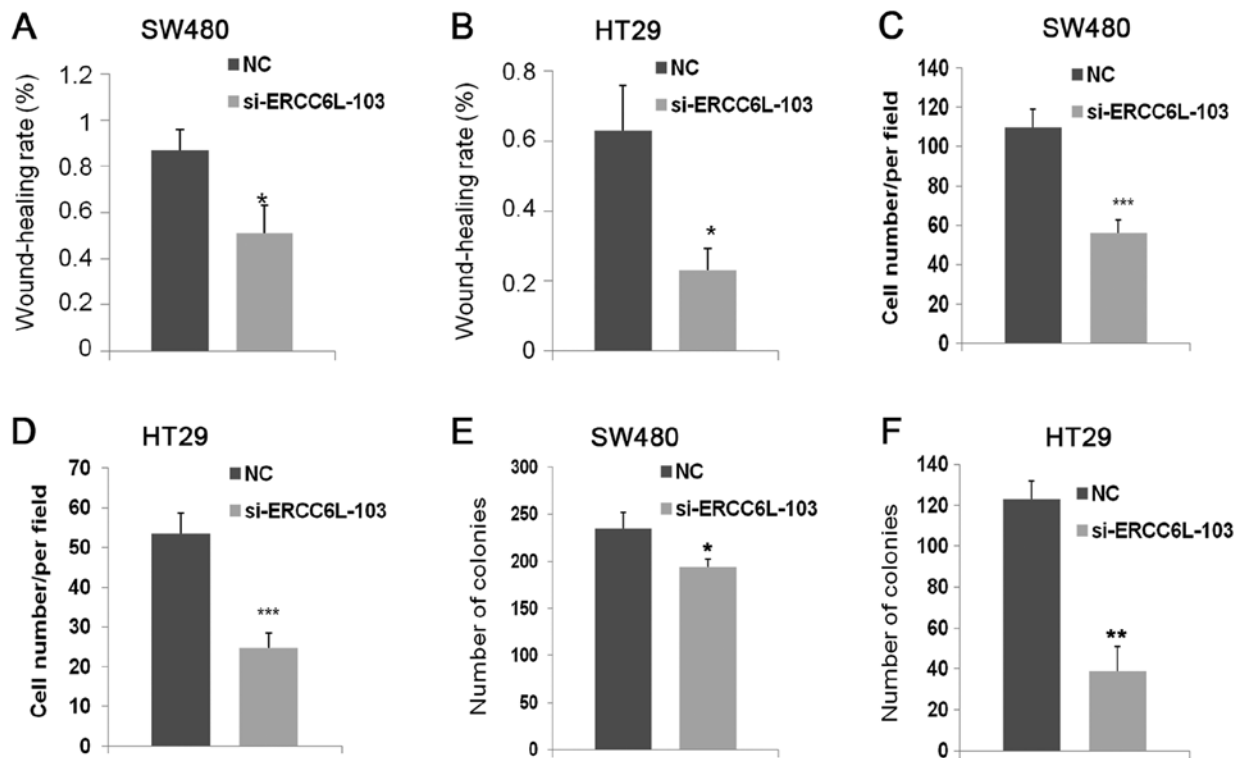 A
SW480
Wound-healing rate (%)
1.2
1
0.8
0.6
0.4
0.2
0
NC
si-ERCC6L-103
*
B
HT29
Wound-healing rate (%)
0.8
0.6
0.4
0.2
0
NC
si-ERCC6L-103
*
C
SW480
Cell number/per field
140
120
100
80
60
40
20
0
NC
si-ERCC6L-103
***
D
HT29
Cell number/per field
70
60
50
40
30
20
10
0
NC
si-ERCC6L-103
***
E
SW480
Number of colonies
300
250
200
150
100
50
0
NC
si-ERCC6L-103
*
F
HT29
Number of colonies
140
120
100
80
60
40
20
0
NC
si-ERCC6L-103
**